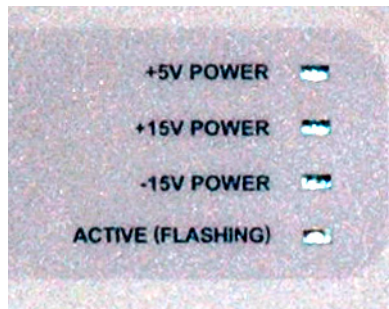 +5V POWER
+15V POWER
-15V POWER
ACTIVE (FLASHING)